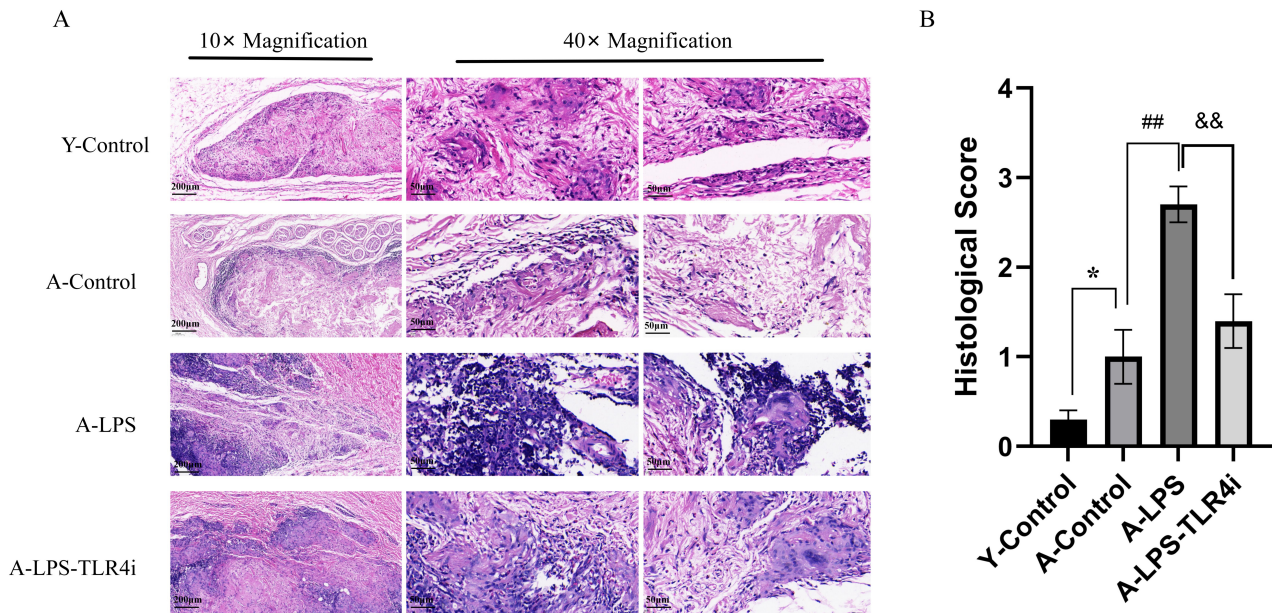 A
10× Magnification
40× Magnification
Y-Control
200μm
50μm
50μm
A-Control
200μm
50μm
50μm
A-LPS
200μm
50μm
50μm
A-LPS-TLR4i
200μm
50μm
50μm
B
Histological Score
4
3
2
1
0
*
##
&&
Y-Control
A-Control
A-LPS
A-LPS-TLR4i